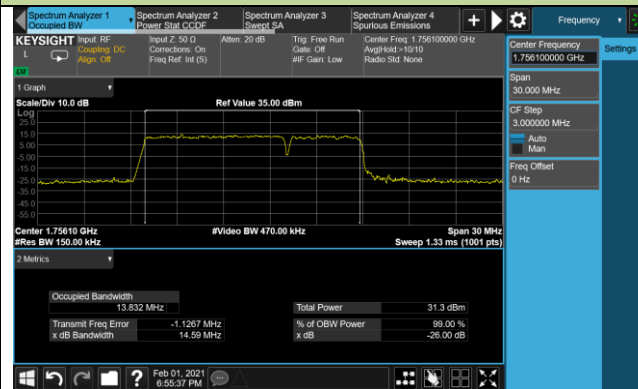 Spectrum Analyzer 1
Occupied BW
Spectrum Analyzer 2
Power Stat CCDF
Spectrum Analyzer 3
Swept SA
Spectrum Analyzer 4
Spurious Emissions
Frequency
KEYSIGHT
L
Input: RF
Coupling: DC
Align: Off
Input Z: 50 Ω
Corrections: On
Freq Ref: Int (S)
Atten: 20 dB
Trig: Free Run
Gate: Off
#IF Gain: Low
Center Freq: 1.756100000 GHz
Avg|Hold:>10/10
Radio Std: None
Center Frequency
1.756100000 GHz
Settings
Span
30.000 MHz
CF Step
3.000000 MHz
Auto
Man
Freq Offset
0 Hz
1 Graph
Scale/Div 10.0 dB
Ref Value 35.00 dBm
Log
25.0
15.0
5.00
-5.00
-15.0
-25.0
-35.0
-45.0
-55.0
Center 1.75610 GHz
#Video BW 470.00 kHz
Span 30 MHz
#Res BW 150.00 kHz
Sweep 1.33 ms (1001 pts)
2 Metrics
Occupied Bandwidth
13.832 MHz
Total Power
31.3 dBm
Transmit Freq Error
-1.1267 MHz
% of OBW Power
99.00 %
x dB Bandwidth
14.59 MHz
x dB
-26.00 dB
Feb 01, 2021
6:55:37 PM